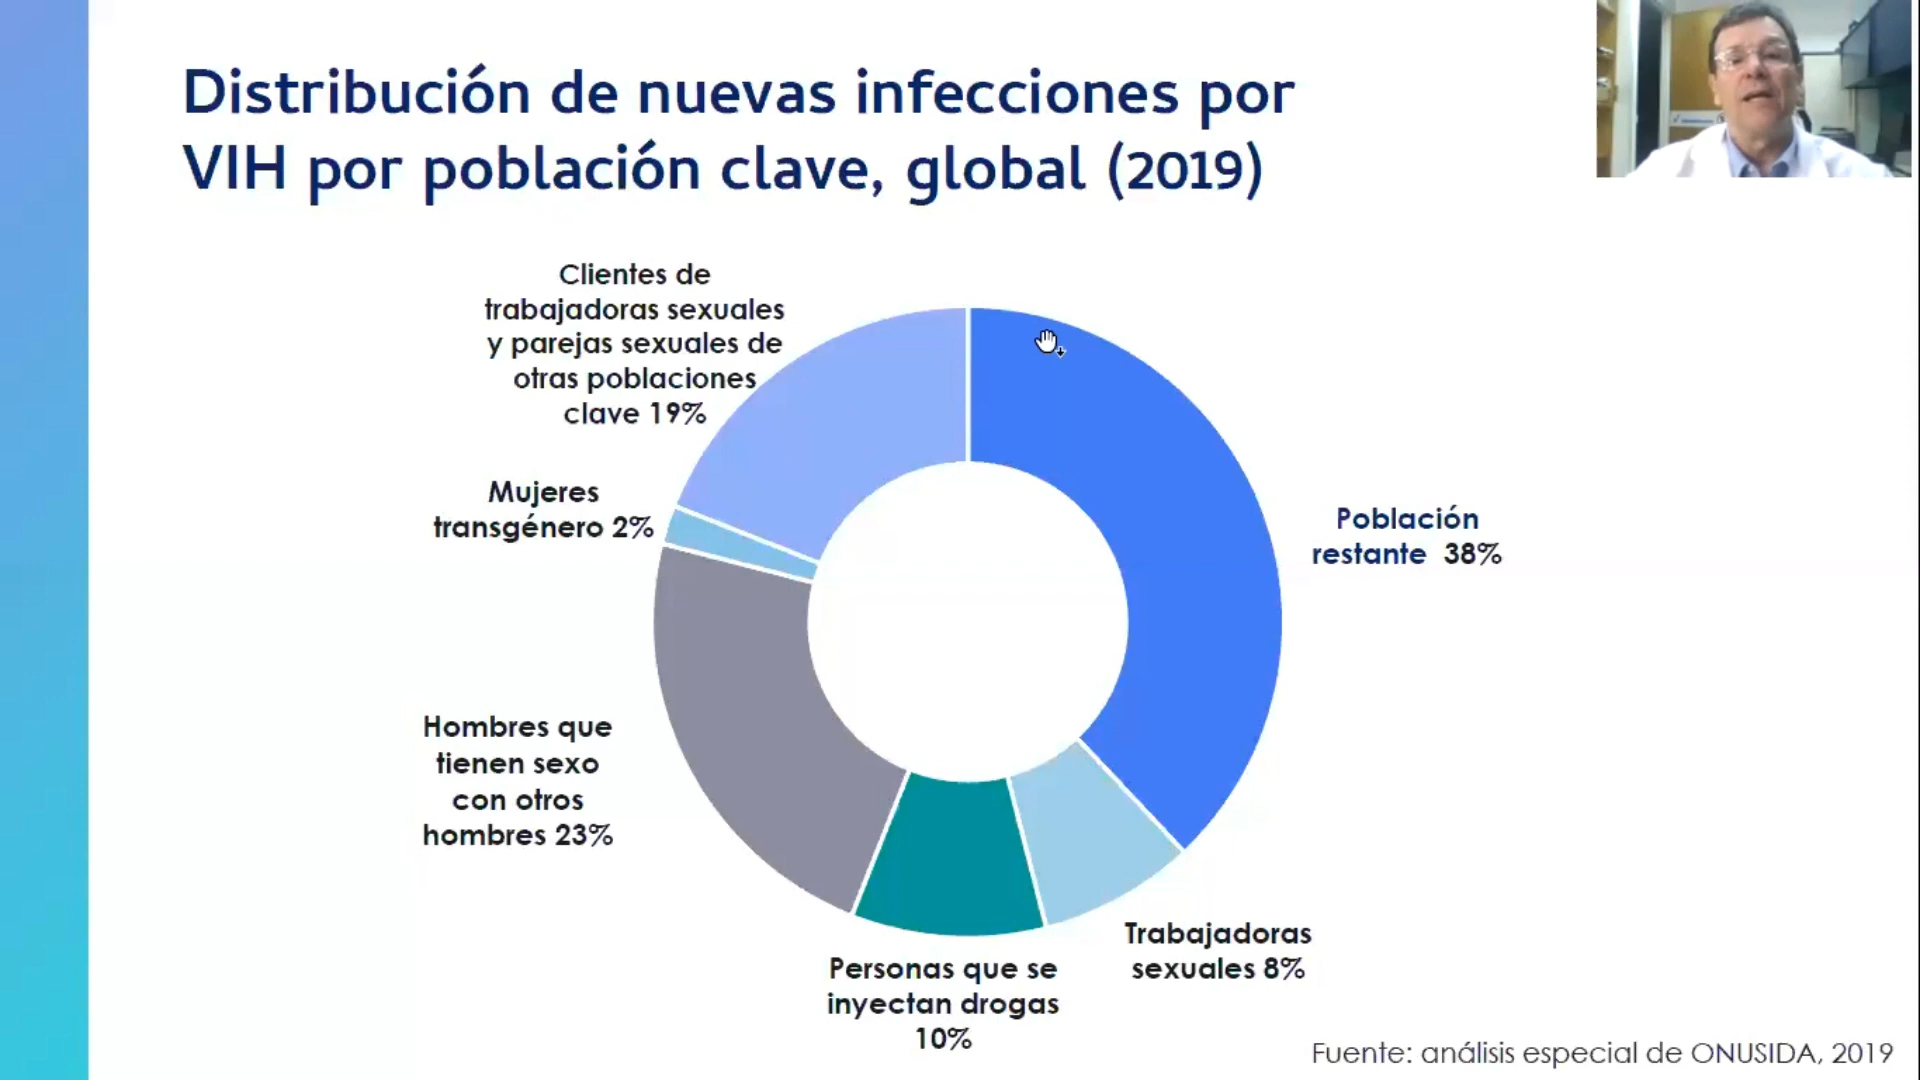 Distribución de nuevas infecciones por
VIH por población clave, global (2019)
Clientes de
trabajadoras sexuales
y parejas sexuales de
otras poblaciones
clave 19%
Mujeres
transgénero 2%
Población
restante 38%
Hombres que
tienen sexo
con otros
hombres 23%
Trabajadoras
sexuales 8%
Personas que se
inyectan drogas
10%
Fuente: análisis especial de ONUSIDA, 2019